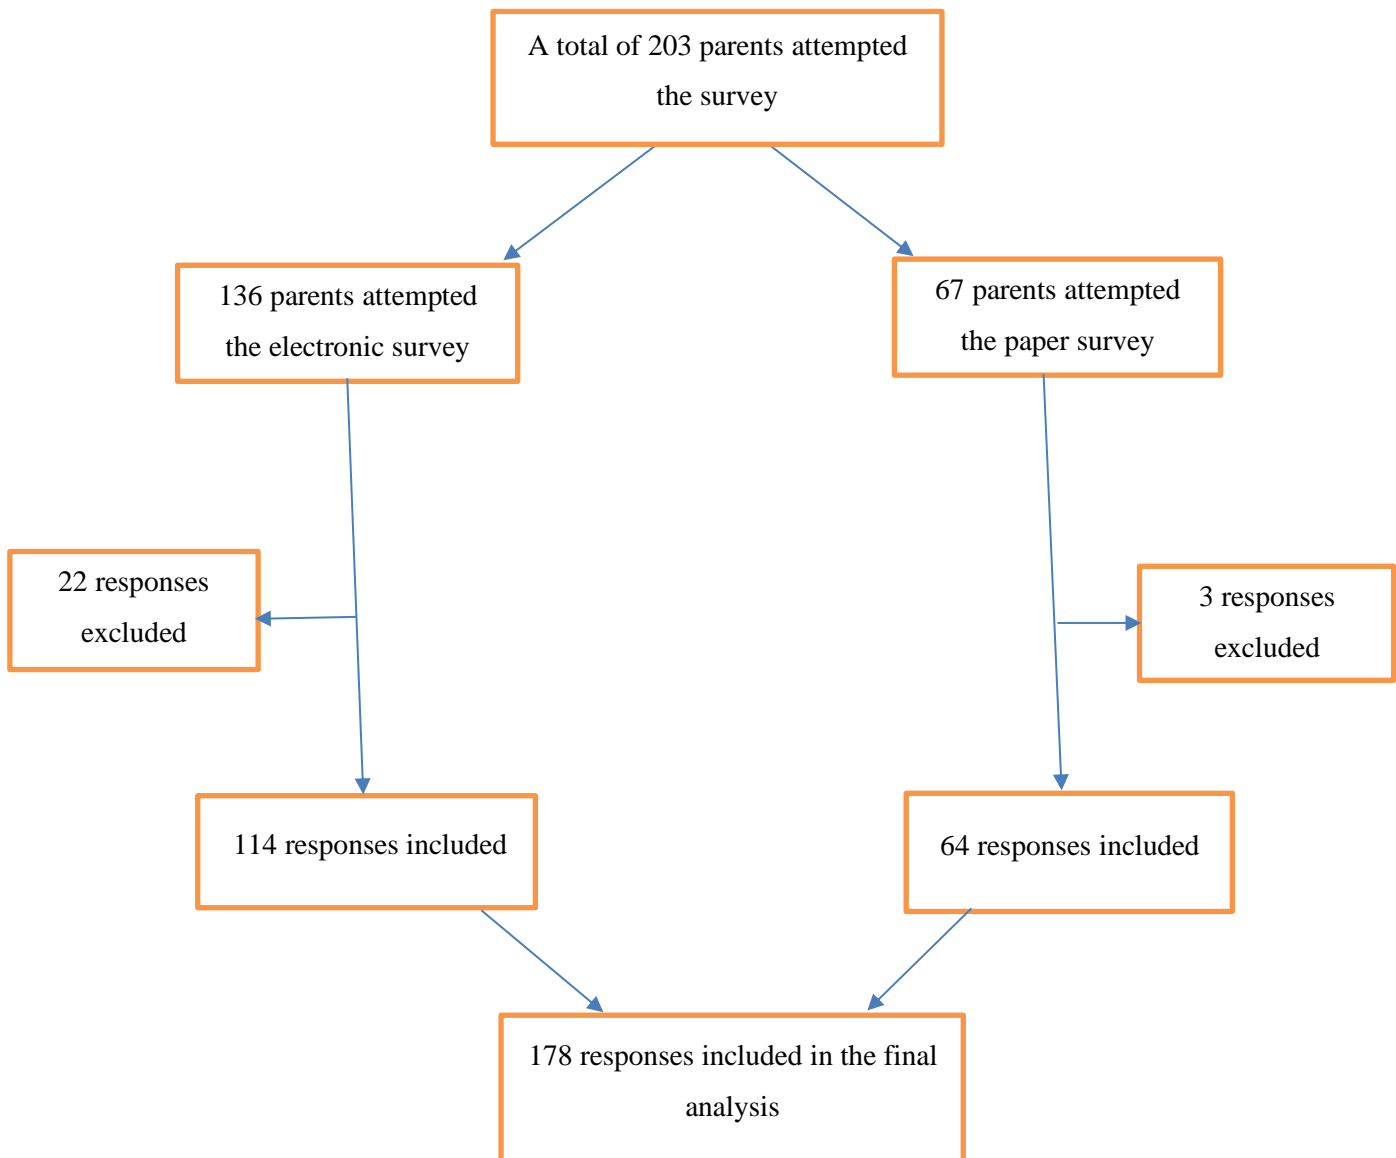 A total of 203 parents attempted
the survey
136 parents attempted
the electronic survey
67 parents attempted
the paper survey
22 responses
excluded
3 responses
excluded
114 responses included
64 responses included
178 responses included in the final
analysis